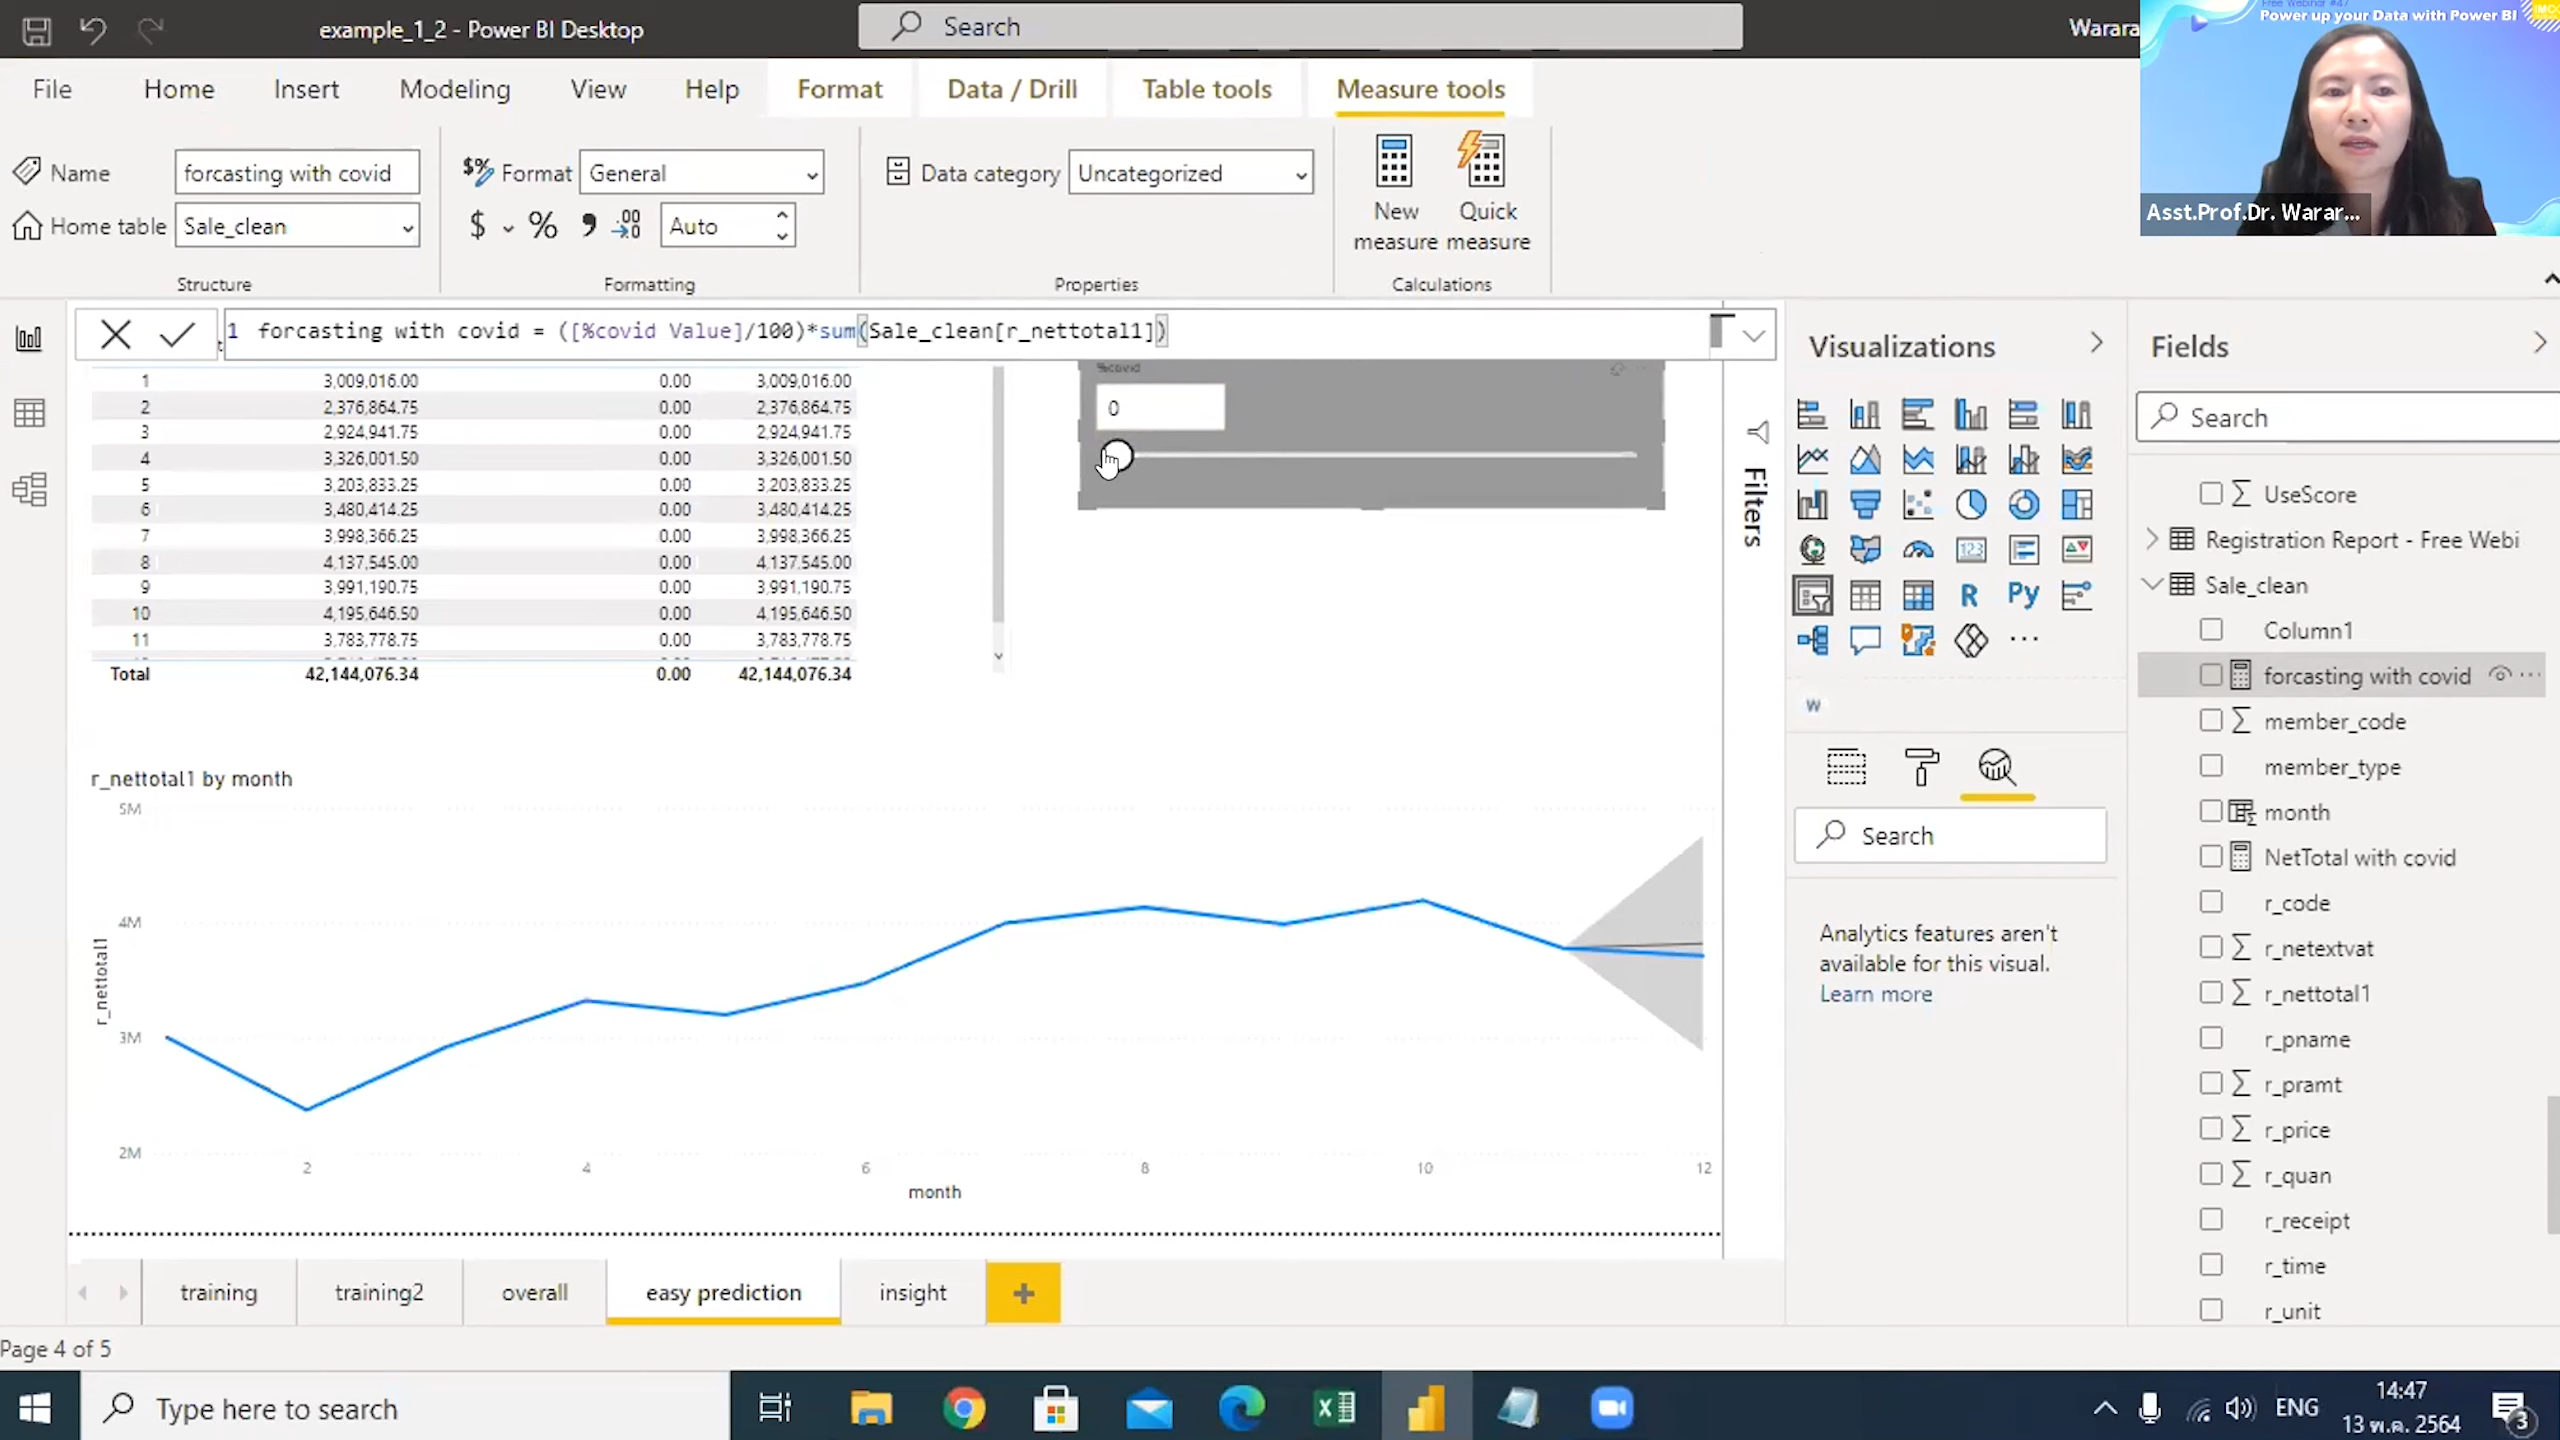 example_1_2 - Power BI Desktop
Search
Warara
Free Webinar #47
Power up your Data with Power BI
IMC
File Home Insert Modeling View Help Format Data / Drill Table tools Measure tools
Name forcasting with covid
Home table Sale_clean
Structure
$% Format General
$ % 9 .00 →.0 Auto
Formatting
Data category Uncategorized
Properties
New measure
Quick measure
Calculations
Asst.Prof.Dr. Warar...
1 forcasting with covid = ([%covid Value]/100)*sum(Sale_clean[r_nettotal1])
1 3,009,016.00 0.00 3,009,016.00
2 2,376,864.75 0.00 2,376,864.75
3 2,924,941.75 0.00 2,924,941.75
4 3,326,001.50 0.00 3,326,001.50
5 3,203,833.25 0.00 3,203,833.25
6 3,480,414.25 0.00 3,480,414.25
7 3,998,366.25 0.00 3,998,366.25
8 4,137,545.00 0.00 4,137,545.00
9 3,991,190.75 0.00 3,991,190.75
10 4,195,646.50 0.00 4,195,646.50
11 3,783,778.75 0.00 3,783,778.75
Total 42,144,076.34 0.00 42,144,076.34
%covid
0
Filters
r_nettotal1 by month
5M
4M
3M
2M
r_nettotal1
2 4 6 8 10 12
month
Visualizations
123
R Py
W
Search
Analytics features aren't
available for this visual.
Learn more
Fields
Search
UseScore
Registration Report - Free Webi
Sale_clean
Column1
forcasting with covid
member_code
member_type
month
NetTotal with covid
r_code
r_netextvat
r_nettotal1
r_pname
r_pramt
r_price
r_quan
r_receipt
r_time
r_unit
training training2 overall easy prediction insight +
Page 4 of 5
Type here to search
ENG
14:47
13 พ.ค. 2564
3